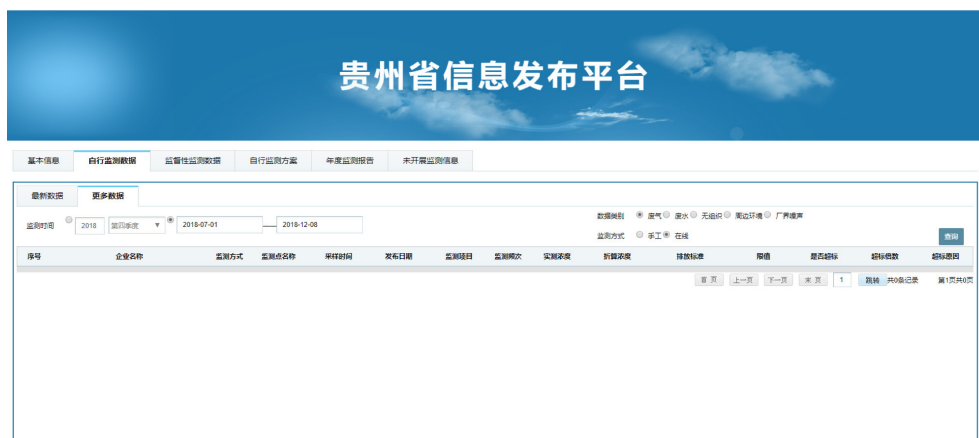 贵州省信息发布平台
基本信息 自行监测数据 监督性监测数据 自行监测方案 年度监测报告 未开展监测信息
最新数据 更多数据
数据类别 废气 废水 无组织 周边环境 厂界噪声
监测时间 2018 第四季度 2018-07-01 2018-12-08
监测方式 手工 在线 查询
序号 企业名称 监测方式 监测点名称 采样时间 发布日期 监测项目 监测频次 实测浓度 折算浓度 排放标准 限值 是否超标 超标倍数 超标原因
首 页 上一页 下一页 末 页 1 跳转 共0条记录 第1页共0页